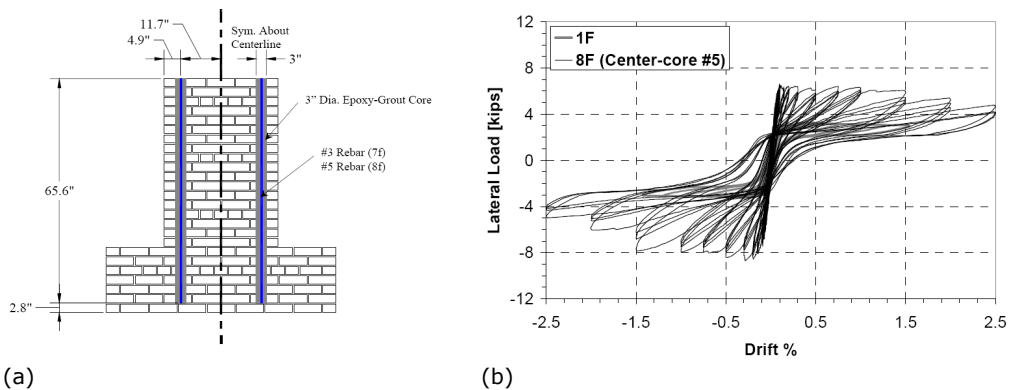 11.7"
4.9"
Sym. About
Centerline
3"
3" Dia. Epoxy-Grout Core
#3 Rebar (7f)
#5 Rebar (8f)
65.6"
2.8"
(a)
12
8
4
0
-4
-8
-12
Lateral Load [kips]
1F
8F (Center-core #5)
-2.5 -1.5 -0.5 0.5 1.5 2.5
Drift %
(b)